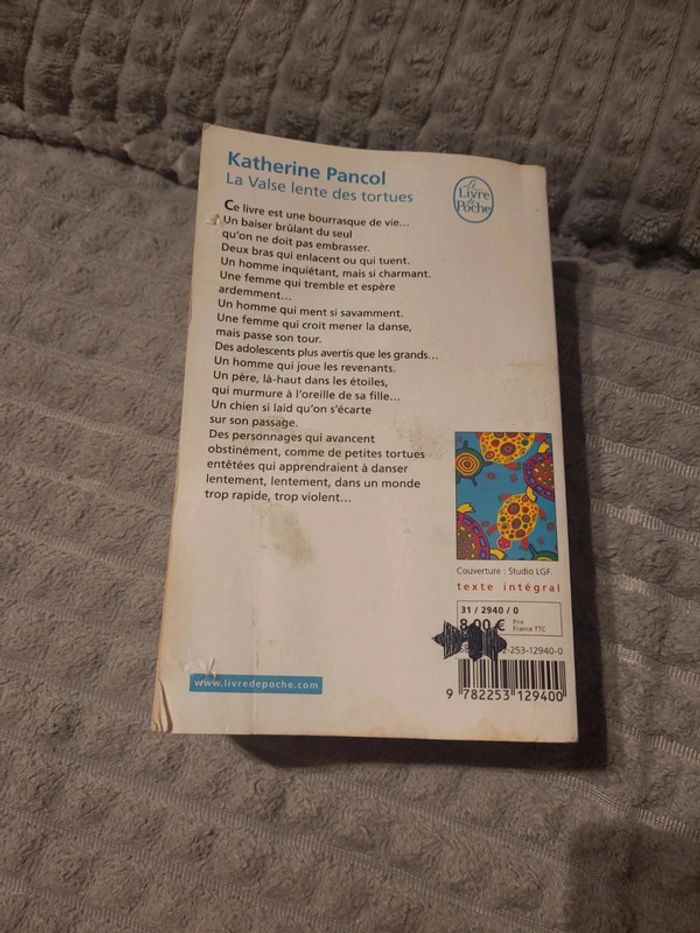 Katherine Pancol
La Valse lente des tortues
Le
Livre
de
Poche
Ce livre est une bourrasque de vie...
Un baiser brûlant du seul
qu'on ne doit pas embrasser.
Deux bras qui enlacent ou qui tuent.
Un homme inquiétant, mais si charmant.
Une femme qui tremble et espère
ardemment...
Un homme qui ment si savamment.
Une femme qui croit mener la danse,
mais passe son tour.
Des adolescents plus avertis que les grands...
Un homme qui joue les revenants.
Un père, là-haut dans les étoiles,
qui murmure à l'oreille de sa fille...
Un chien si laid qu'on s'écarte
sur son passage.
Des personnages qui avancent
obstinément, comme de petites tortues
entêtées qui apprendraient à danser
lentement, lentement, dans un monde
trop rapide, trop violent...
Couverture : Studio LGF.
texte intégral
31 / 2940 / 0
8,00 € Prix
France TTC
2-253-12940-0
9 782253 129400
www.livredepoche.com